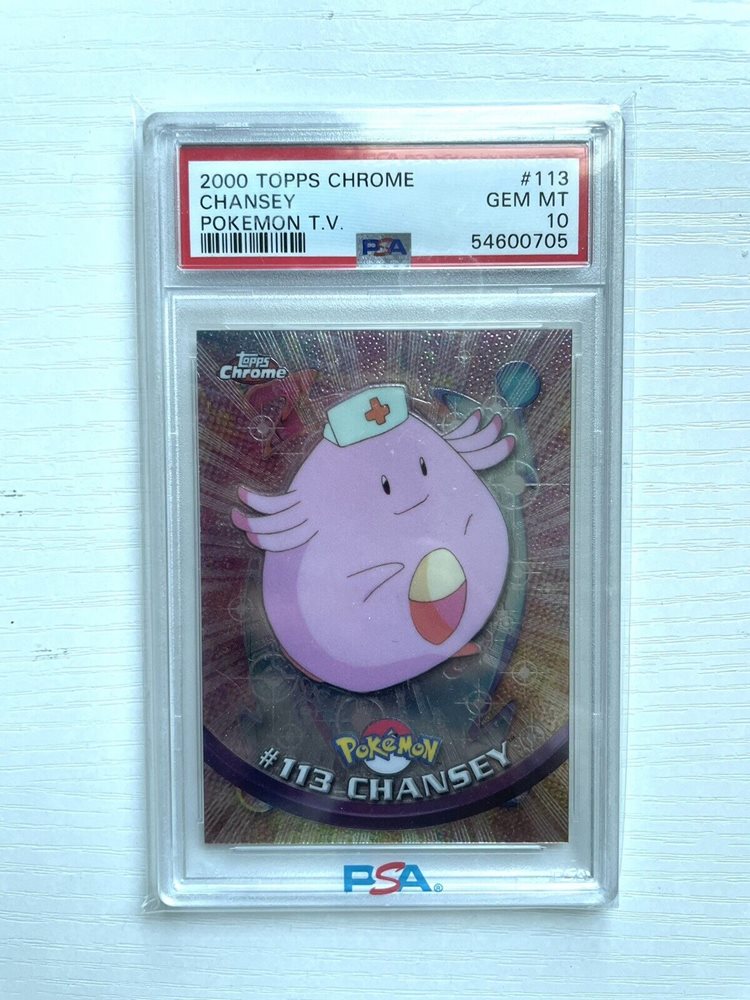 2000 TOPPS CHROME #113
CHANSEY GEM MT
POKEMON T.V. 10
PSA 54600705
topps
Chrome
POKéMON
#113 CHANSEY
PSA®